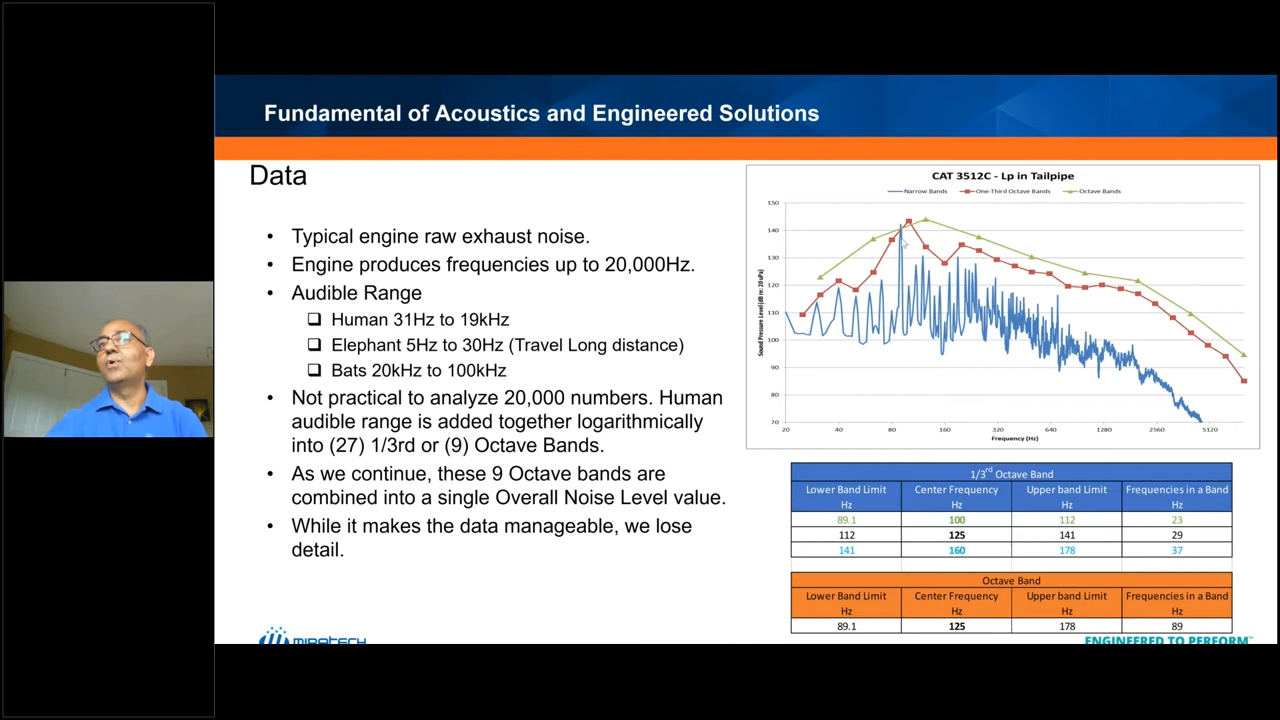 Fundamental of Acoustics and Engineered Solutions
Data
• Typical engine raw exhaust noise.
• Engine produces frequencies up to 20,000Hz.
• Audible Range
❑ Human 31Hz to 19kHz
❑ Elephant 5Hz to 30Hz (Travel Long distance)
❑ Bats 20kHz to 100kHz
• Not practical to analyze 20,000 numbers. Human
audible range is added together logarithmically
into (27) 1/3rd or (9) Octave Bands.
• As we continue, these 9 Octave bands are
combined into a single Overall Noise Level value.
• While it makes the data manageable, we lose
detail.
CAT 3512C - Lp in Tailpipe
Narrow Bands One-Third Octave Bands Octave Bands
Sound Pressure Level (dB re: 20 uPa)
150
140
130
120
110
100
90
80
70
20 40 80 160 320 640 1280 2560 5120
Frequency (Hz)
1/3rd Octave Band
Lower Band Limit Center Frequency Upper band Limit Frequencies in a Band
Hz Hz Hz Hz
89.1 100 112 23
112 125 141 29
141 160 178 37
Octave Band
Lower Band Limit Center Frequency Upper band Limit Frequencies in a Band
Hz Hz Hz Hz
89.1 125 178 89
MIRATECH
ENGINEERED TO PERFORM™